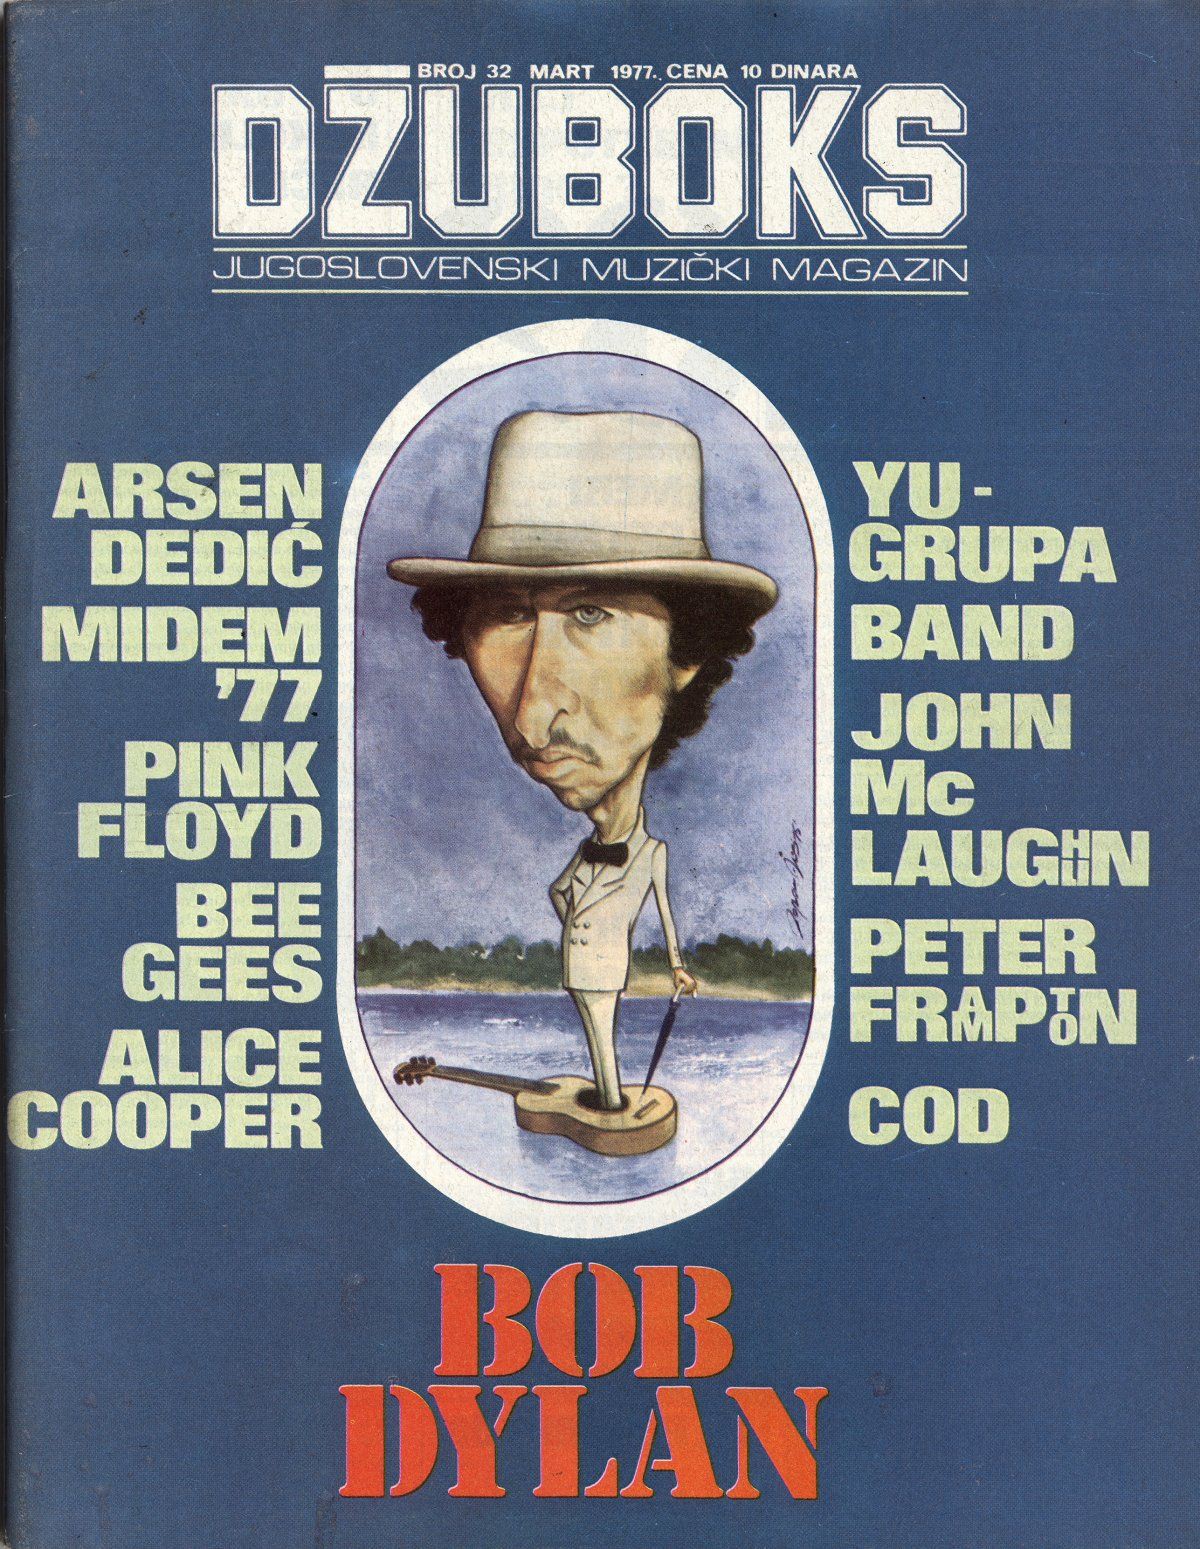 BROJ 32 MART 1977. CENA 10 DINARA
DŽUBOKS
JUGOSLOVENSKI MUZIČKI MAGAZIN
ARSEN
DEDIĆ
MIDEM
'77
PINK
FLOYD
BEE
GEES
ALICE
COOPER
YU-
GRUPA
BAND
JOHN
Mc
LAUGHLIN
PETER
FRAMPTON
COD
BOB
DYLAN